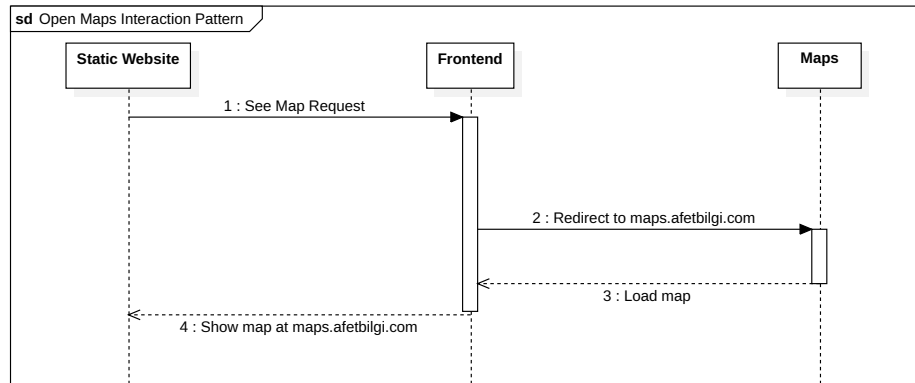 sd Open Maps Interaction Pattern
Static Website
Frontend
Maps
1 : See Map Request
2 : Redirect to maps.afetbilgi.com
3 : Load map
4 : Show map at maps.afetbilgi.com